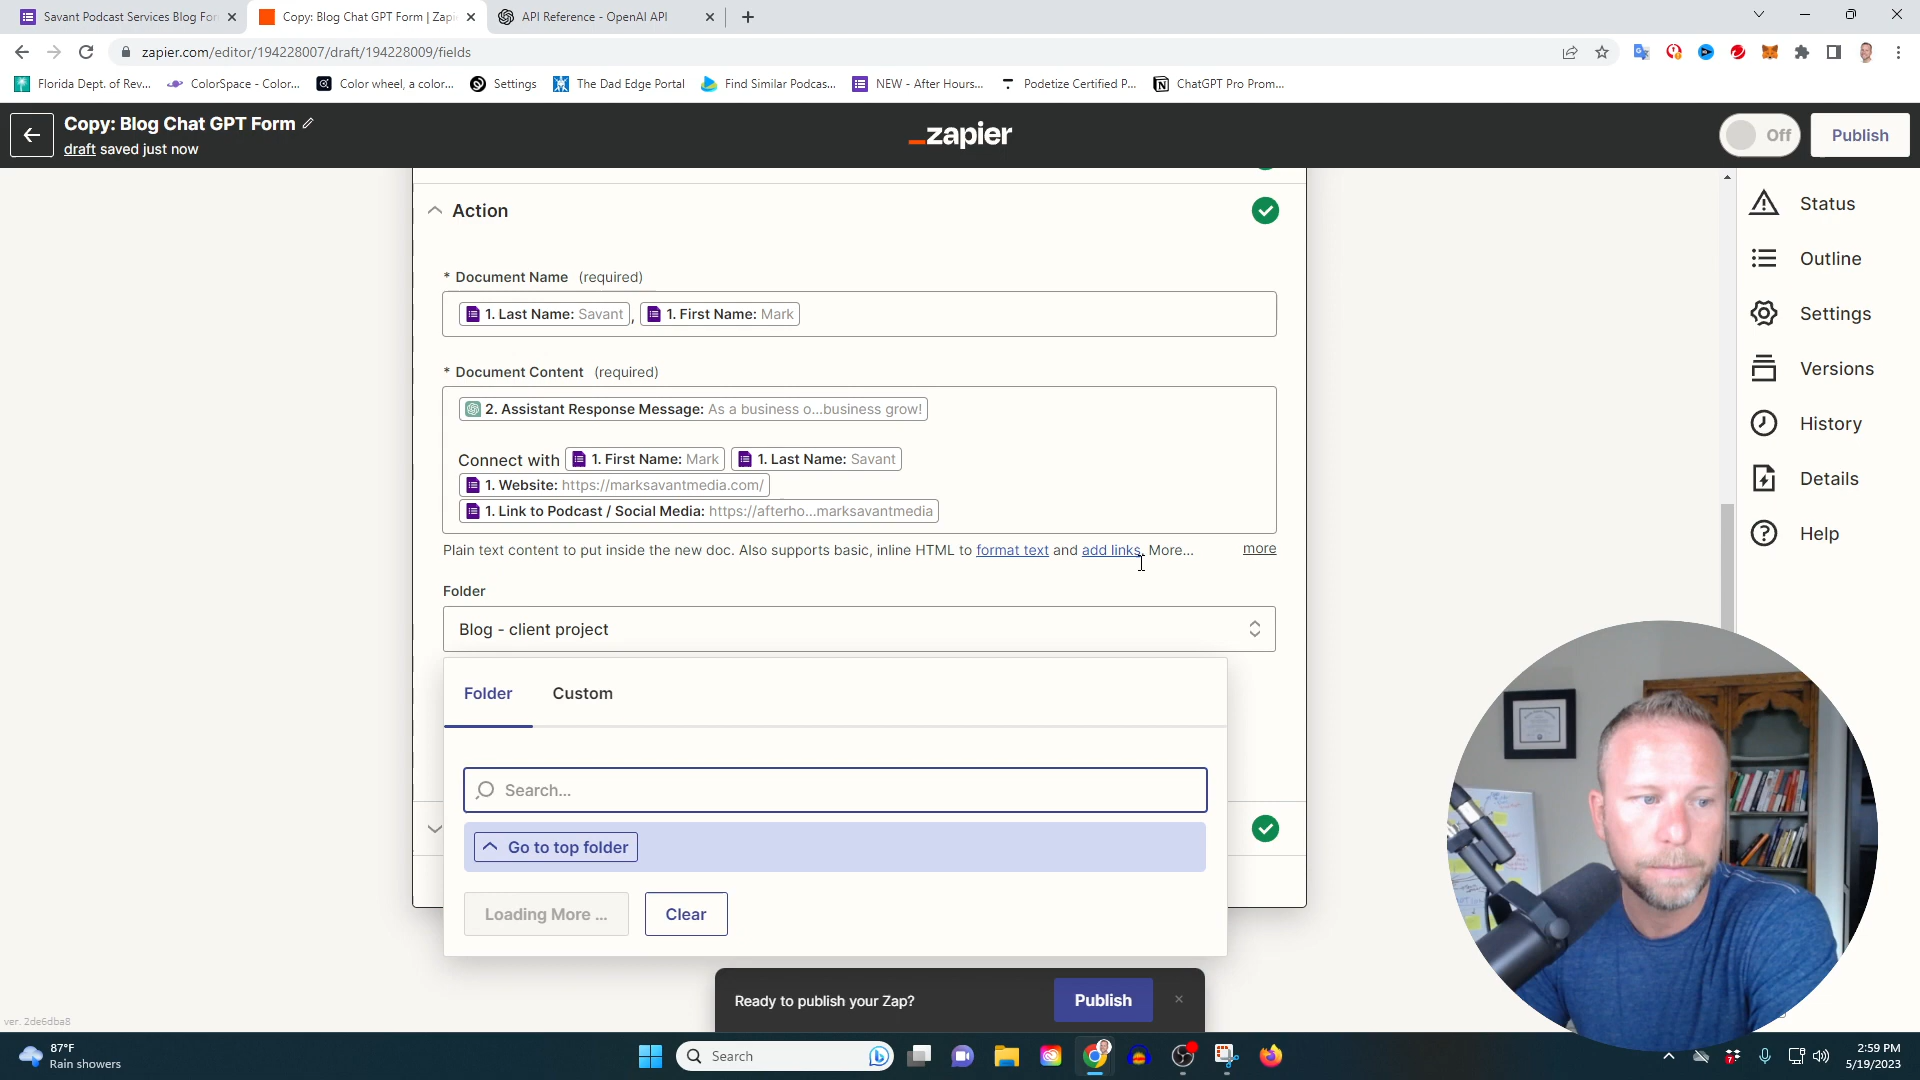 Savant Podcast Services Blog For
Copy: Blog Chat GPT Form | Zapi
API Reference - OpenAI API
zapier.com/editor/194228007/draft/194228009/fields
Florida Dept. of Rev...
ColorSpace - Color...
Color wheel, a color...
Settings
The Dad Edge Portal
Find Similar Podcas...
NEW - After Hours...
Podetize Certified P...
ChatGPT Pro Prom...
Copy: Blog Chat GPT Form
draft saved just now
_zapier
Off
Publish
Action
Status
Outline
Settings
Versions
History
Details
Help
* Document Name (required)
1. Last Name: Savant , 1. First Name: Mark
* Document Content (required)
2. Assistant Response Message: As a business o...business grow!
Connect with 1. First Name: Mark 1. Last Name: Savant
1. Website: https://marksavantmedia.com/
1. Link to Podcast / Social Media: https://afterho...marksavantmedia
Plain text content to put inside the new doc. Also supports basic, inline HTML to format text and add links. More... more
Folder
Blog - client project
Folder Custom
Search...
Go to top folder
Loading More ... Clear
Ready to publish your Zap? Publish
ver. 2de6dba8
87°F
Rain showers
Search
2:59 PM
5/19/2023